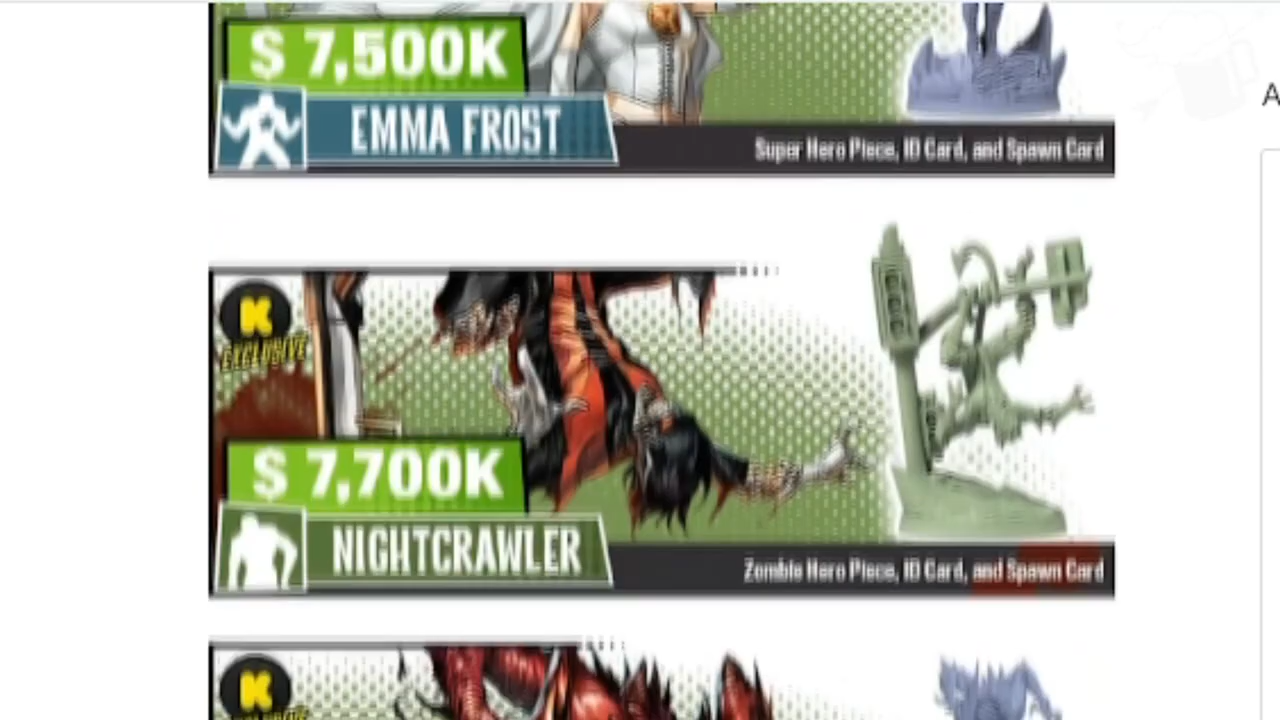 $ 7,500K
EMMA FROST
Super Hero Piece, ID Card, and Spawn Card
A
K
EXCLUSIVE
$ 7,700K
NIGHTCRAWLER
Zombie Hero Piece, ID Card, and Spawn Card
K